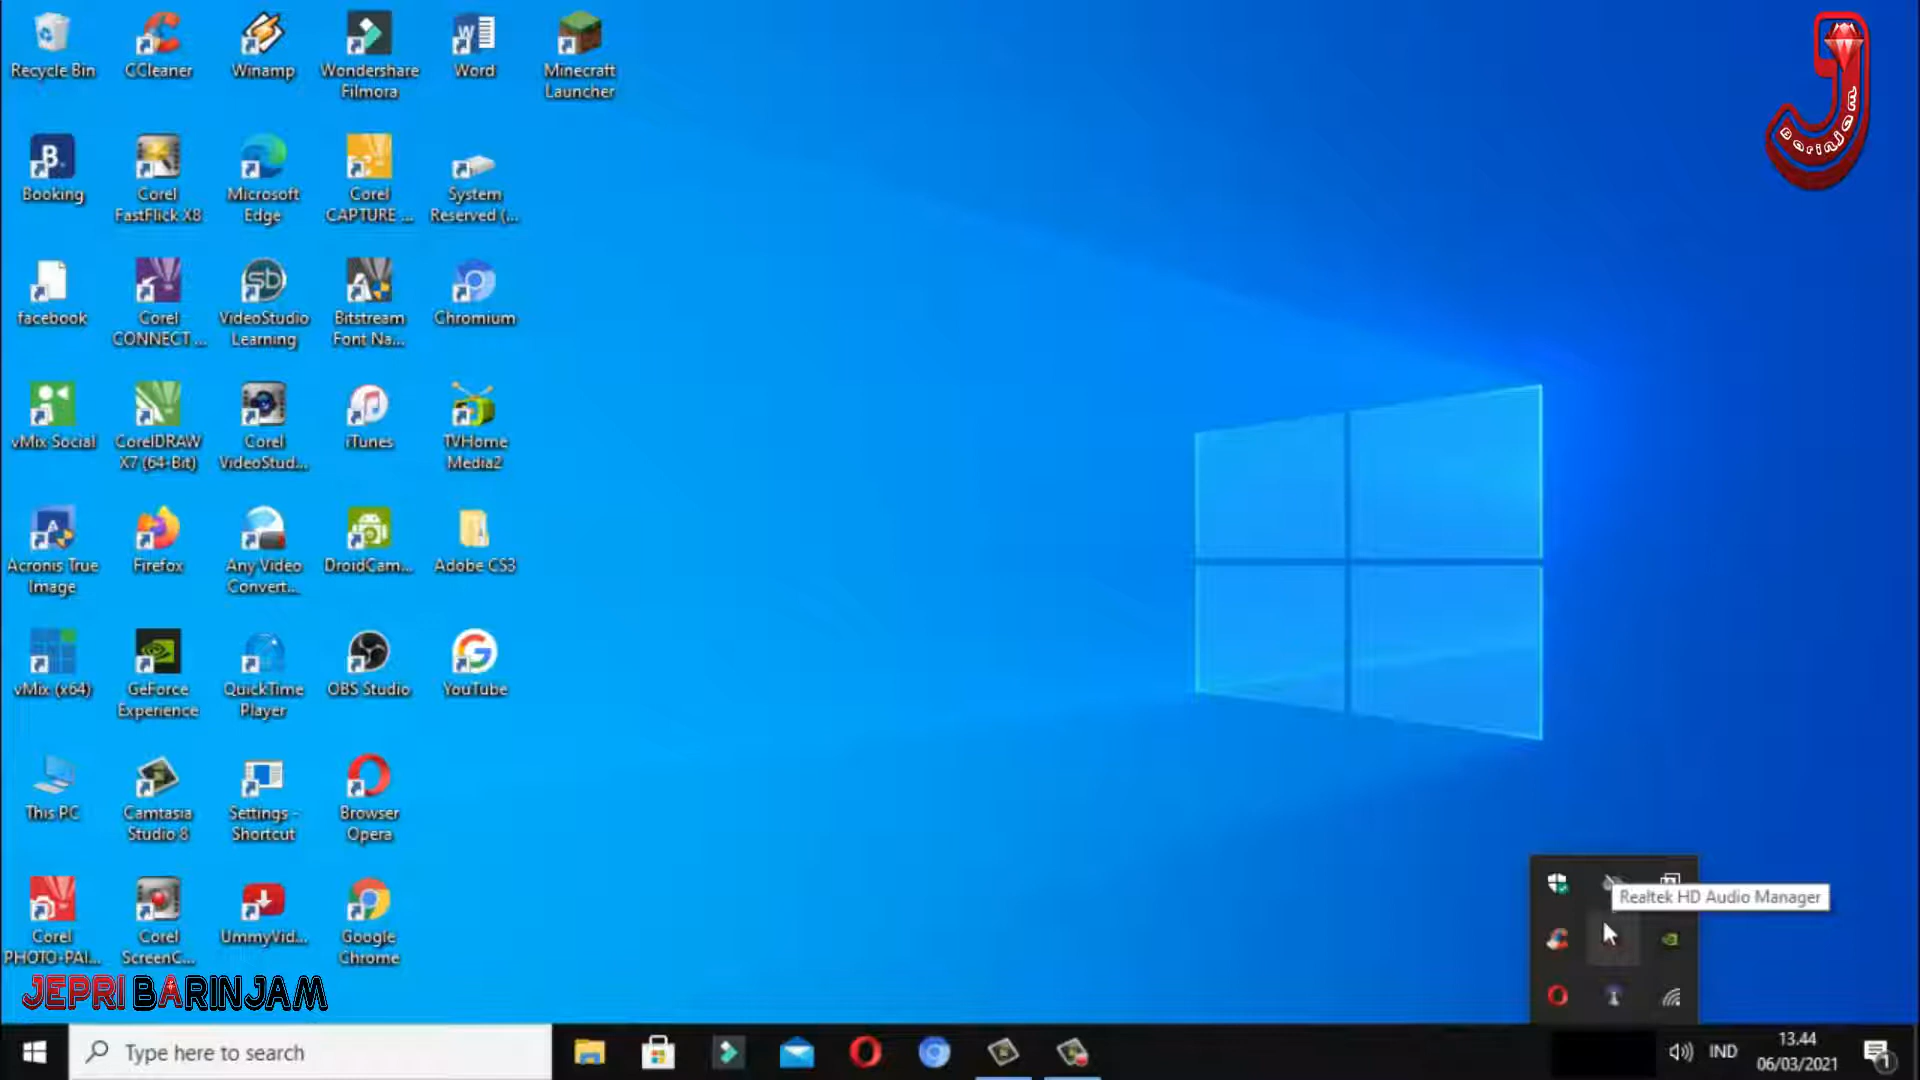 Recycle Bin
CCleaner
Winamp
Wondershare
Filmora
Word
Minecraft
Launcher
Booking
Corel
FastFlick X8
Microsoft
Edge
Corel
CAPTURE ...
System
Reserved (...
facebook
Corel
CONNECT ...
VideoStudio
Learning
Bitstream
Font Na...
Chromium
vMix Social
CorelDRAW
X7 (64-Bit)
Corel
VideoStud...
iTunes
TVHome
Media2
Acronis True
Image
Firefox
Any Video
Convert...
DroidCam...
Adobe CS3
vMix (x64)
GeForce
Experience
QuickTime
Player
OBS Studio
YouTube
This PC
Camtasia
Studio 8
Settings -
Shortcut
Browser
Opera
Corel
PHOTO-PAI...
Corel
ScreenC...
UmmyVid...
Google
Chrome
Barinjam
JEPRI BARINJAM
Realtek HD Audio Manager
Type here to search
IND
13.44
06/03/2021
1